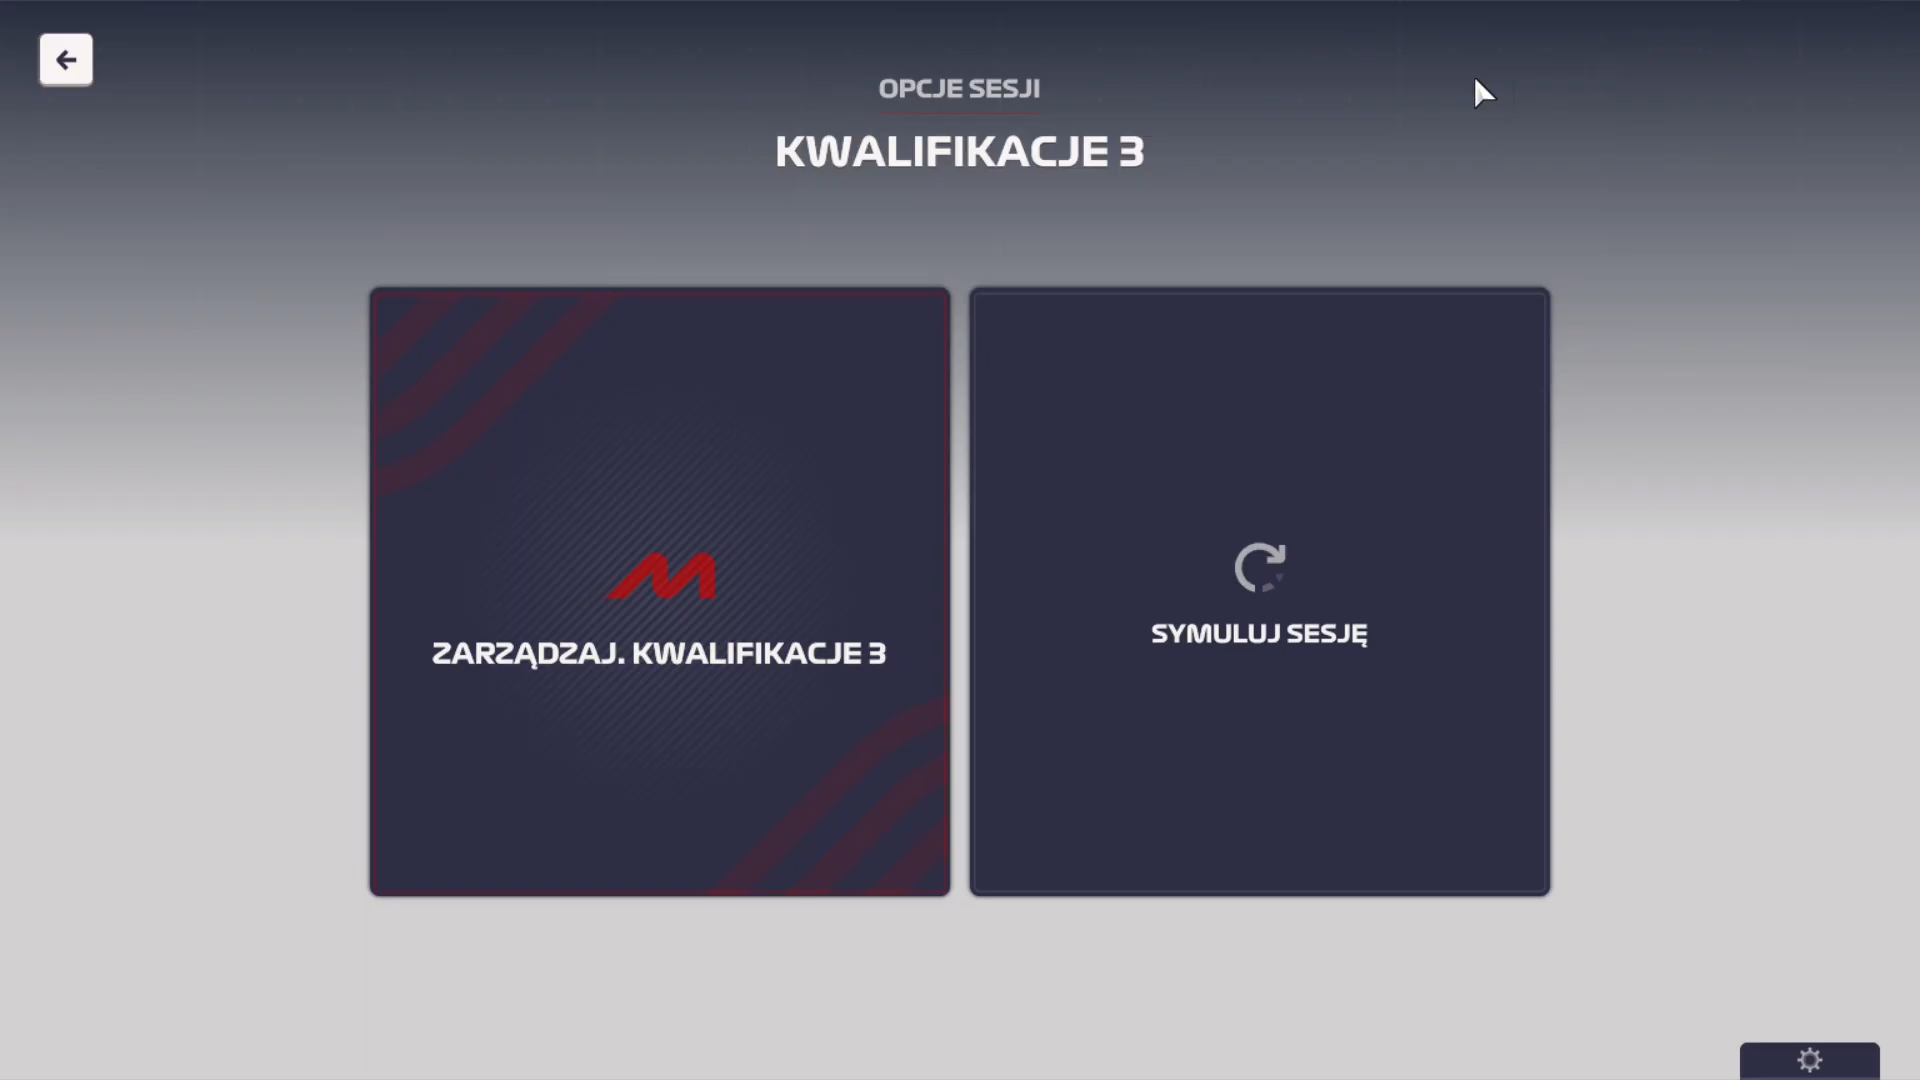 OPCJE SESJI
KWALIFIKACJE 3
ZARZĄDZAJ. KWALIFIKACJE 3
SYMULUJ SESJĘ